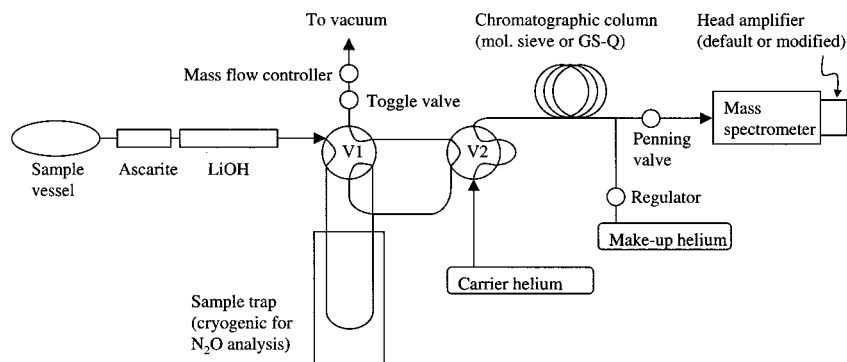 To vacuum
Mass flow controller
Toggle valve
Chromatographic column
(mol. sieve or GS-Q)
Head amplifier
(default or modified)
Mass
spectrometer
Penning
valve
Regulator
Make-up helium
V1
V2
Sample
vessel
Ascarite
LiOH
Carrier helium
Sample trap
(cryogenic for
N₂O analysis)